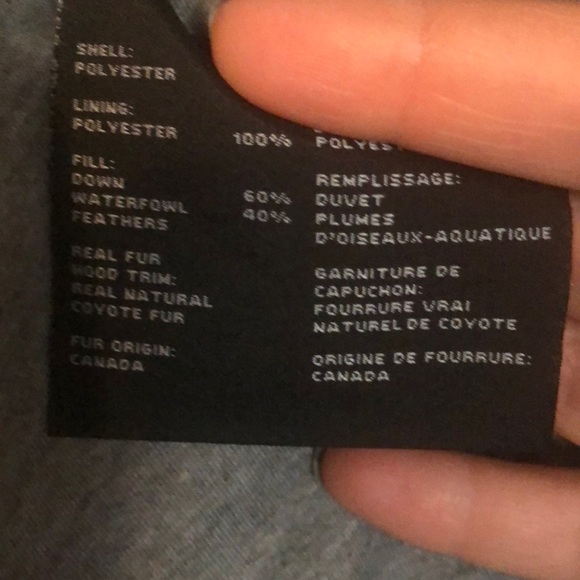 SHELL:
POLYESTER
LINING:
POLYESTER 100%
FILL:
DOWN 60%
WATERFOWL 40%
FEATHERS
REAL FUR
HOOD TRIM:
REAL NATURAL
COYOTE FUR
FUR ORIGIN:
CANADA
REMPLISSAGE:
DUVET
PLUMES
D'OISEAUX-AQUATIQUE
GARNITURE DE
CAPUCHON:
FOURRURE VRAI
NATUREL DE COYOTE
ORIGINE DE FOURRURE:
CANADA